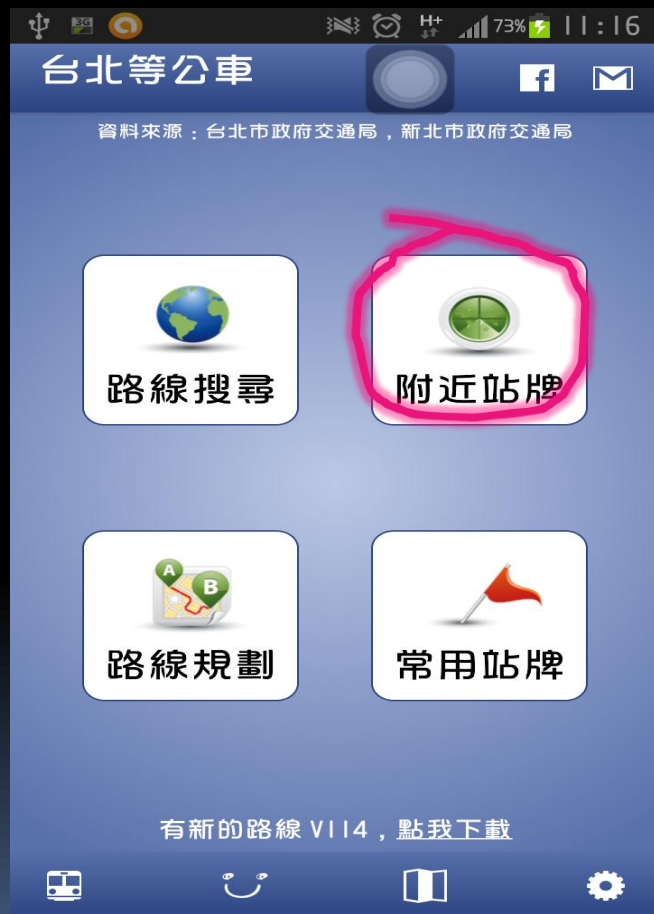 3G H+ 73% 11:16
台北等公車
資料來源：台北市政府交通局，新北市政府交通局
路線搜尋
附近站牌
A B
路線規劃
常用站牌
有新的路線 V114，點我下載